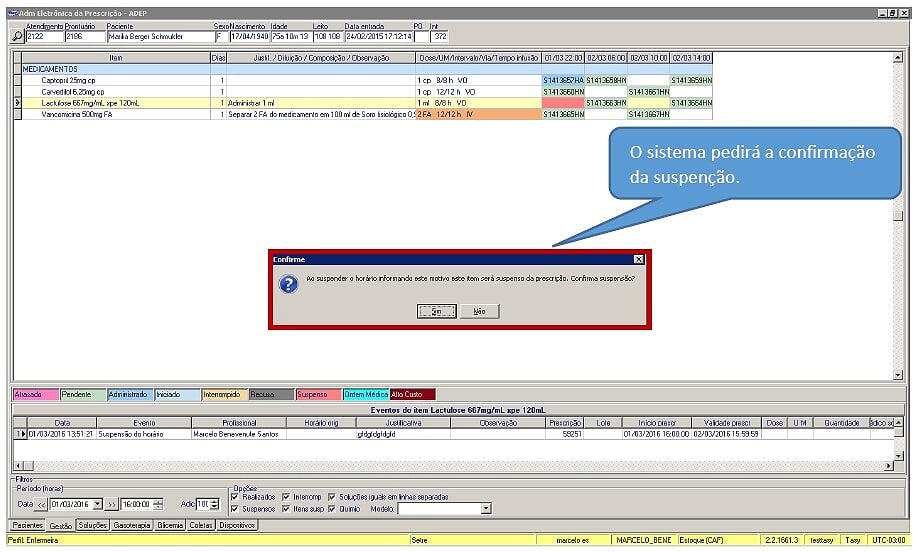 Adm Eletrônica da Prescrição - ADEP
Atendimento Prontuário Paciente Sexo Nascimento Idade Leito Data entrada PO Int
2122 2186 Marilia Berger Schmukler F 17/04/1940 75a 10m 13 108 108 24/02/2015 17:12:14 372
Item Dias Justif. / Diluição / Composição / Observação Dose/UM/Intervalo/Via/Tempo infusão 01/03 22:00 02/03 06:00 02/03 10:00 02/03 14:00
MEDICAMENTOS
Captopril 25mg cp 1 1 cp 8/8 h VO S1413657HA S1413658HN S1413659HN
Carvedilol 6,25mg cp 1 1 cp 12/12 h VO S1413660HN S1413661HN
Lactulose 667mg/mL xpe 120mL 1 Administrar 1 ml 1 ml 8/8 h VO S1413663HN S1413664HN
Vancomicina 500mg FA 1 Separar 2 FA do medicamento em 100 ml de Soro fisiológico 0,9 2 FA 12/12 h IV S1413665HN S1413667HN
O sistema pedirá a confirmação
da suspenção.
Confirme
Ao suspender o horário informando este motivo este item será suspenso da prescrição. Confirma suspensão?
Sim Não
Atrasado Pendente Administrado Iniciado Interrompido Recusa Suspenso Ordem Médica Alto Custo
Eventos do item Lactulose 667mg/mL xpe 120mL
Data Evento Profissional Horário orig Justificativa Observação Prescrição Lote Início prescr Validade prescr Dose U M Quantidade
1 01/03/2016 13:51:21 Suspensão do horário Marcelo Benevenute Santos 59251 01/03/2016 16:00:00 02/03/2016 15:59:59
Filtros
Período (horas) Opções
Realizados Interromp Soluções iguais em linhas separadas
Data << 01/03/2016 >> 16:00:00 Adic
Suspensos Itens susp Quimio Modelo:
Pacientes Gestão Soluções Gasoterapia Glicemia Coletas Dispositivos
Perfil: Enfermeira Setre marcelo es MARCELO_BENE Estoque (CAF) 2.2.1661.3 testtasy Tasy UTC-03:00